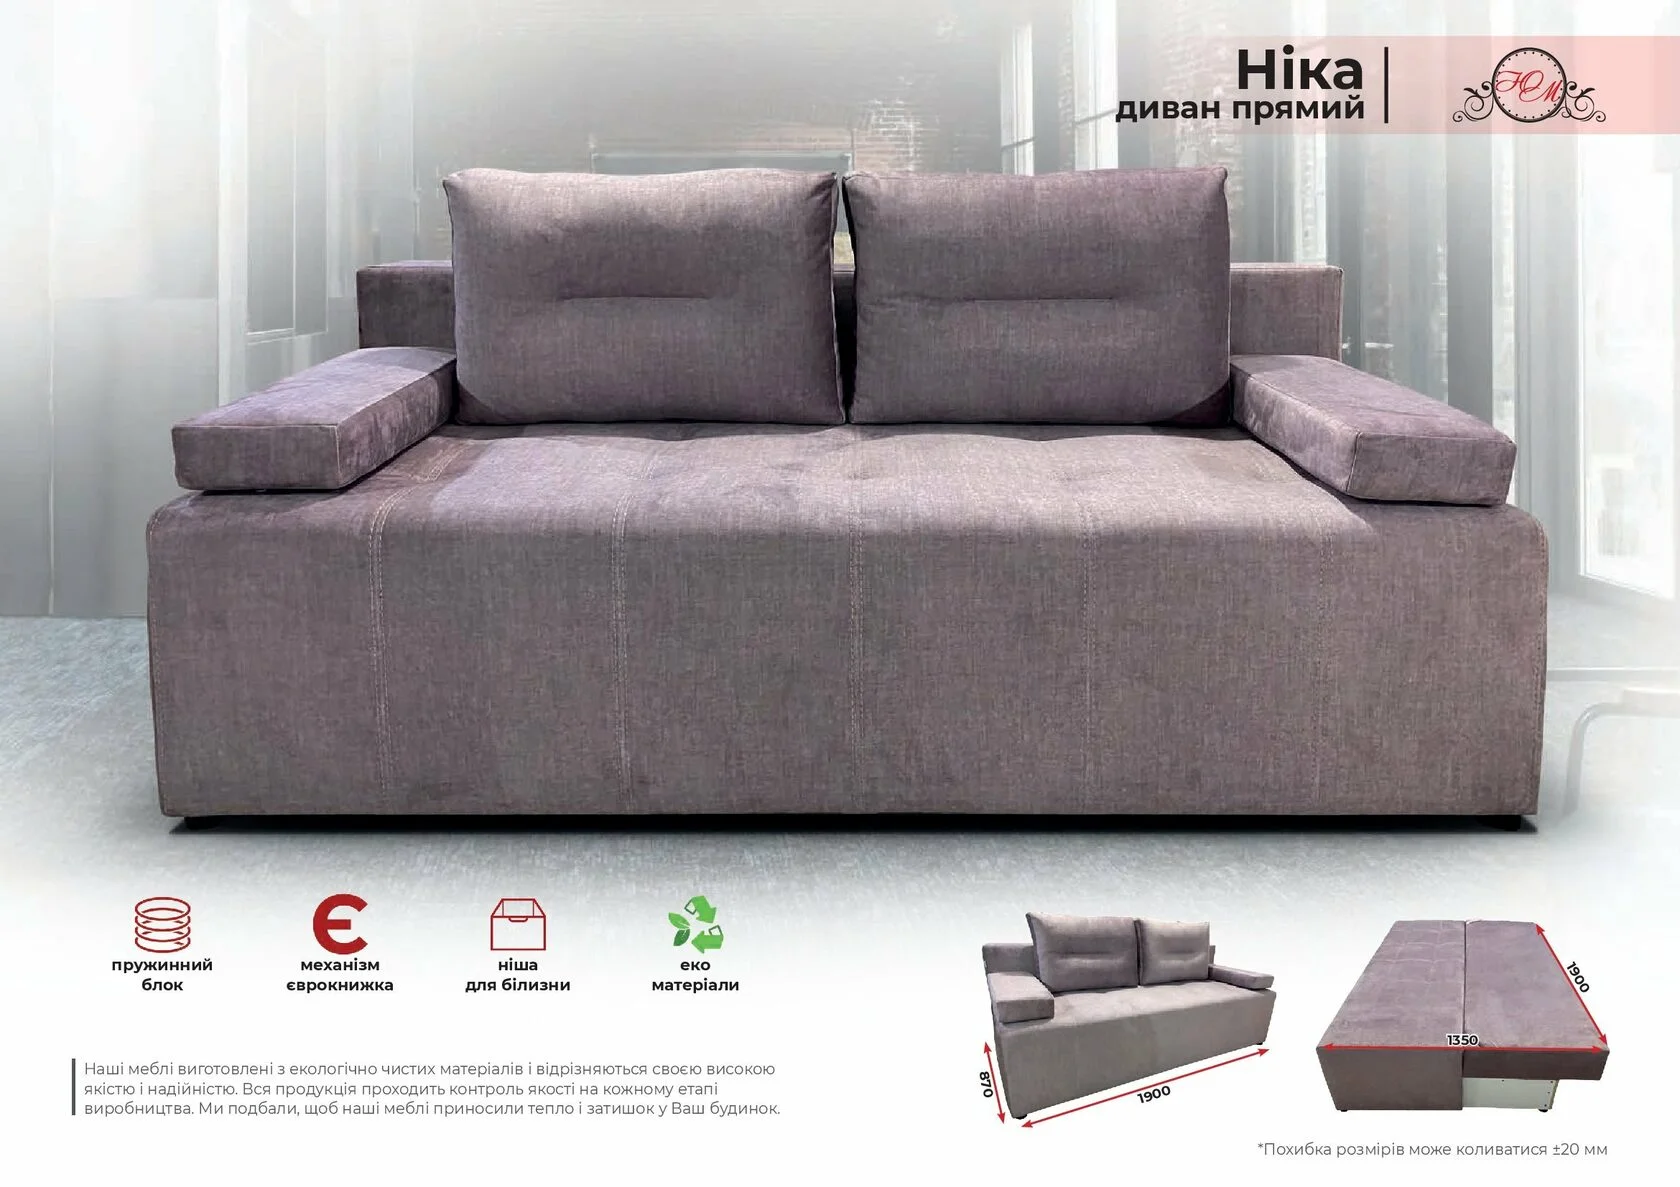 Ніка
диван прямий
ЮМ
пружинний
блок
механізм
єврокнижка
ніша
для білизни
еко
матеріали
Наші меблі виготовлені з екологічно чистих матеріалів і відрізняються своєю високою
якістю і надійністю. Вся продукція проходить контроль якості на кожному етапі
виробництва. Ми подбали, щоб наші меблі приносили тепло і затишок у Ваш будинок.
870
1900
1350
1900
*Похибка розмірів може коливатися ±20 мм